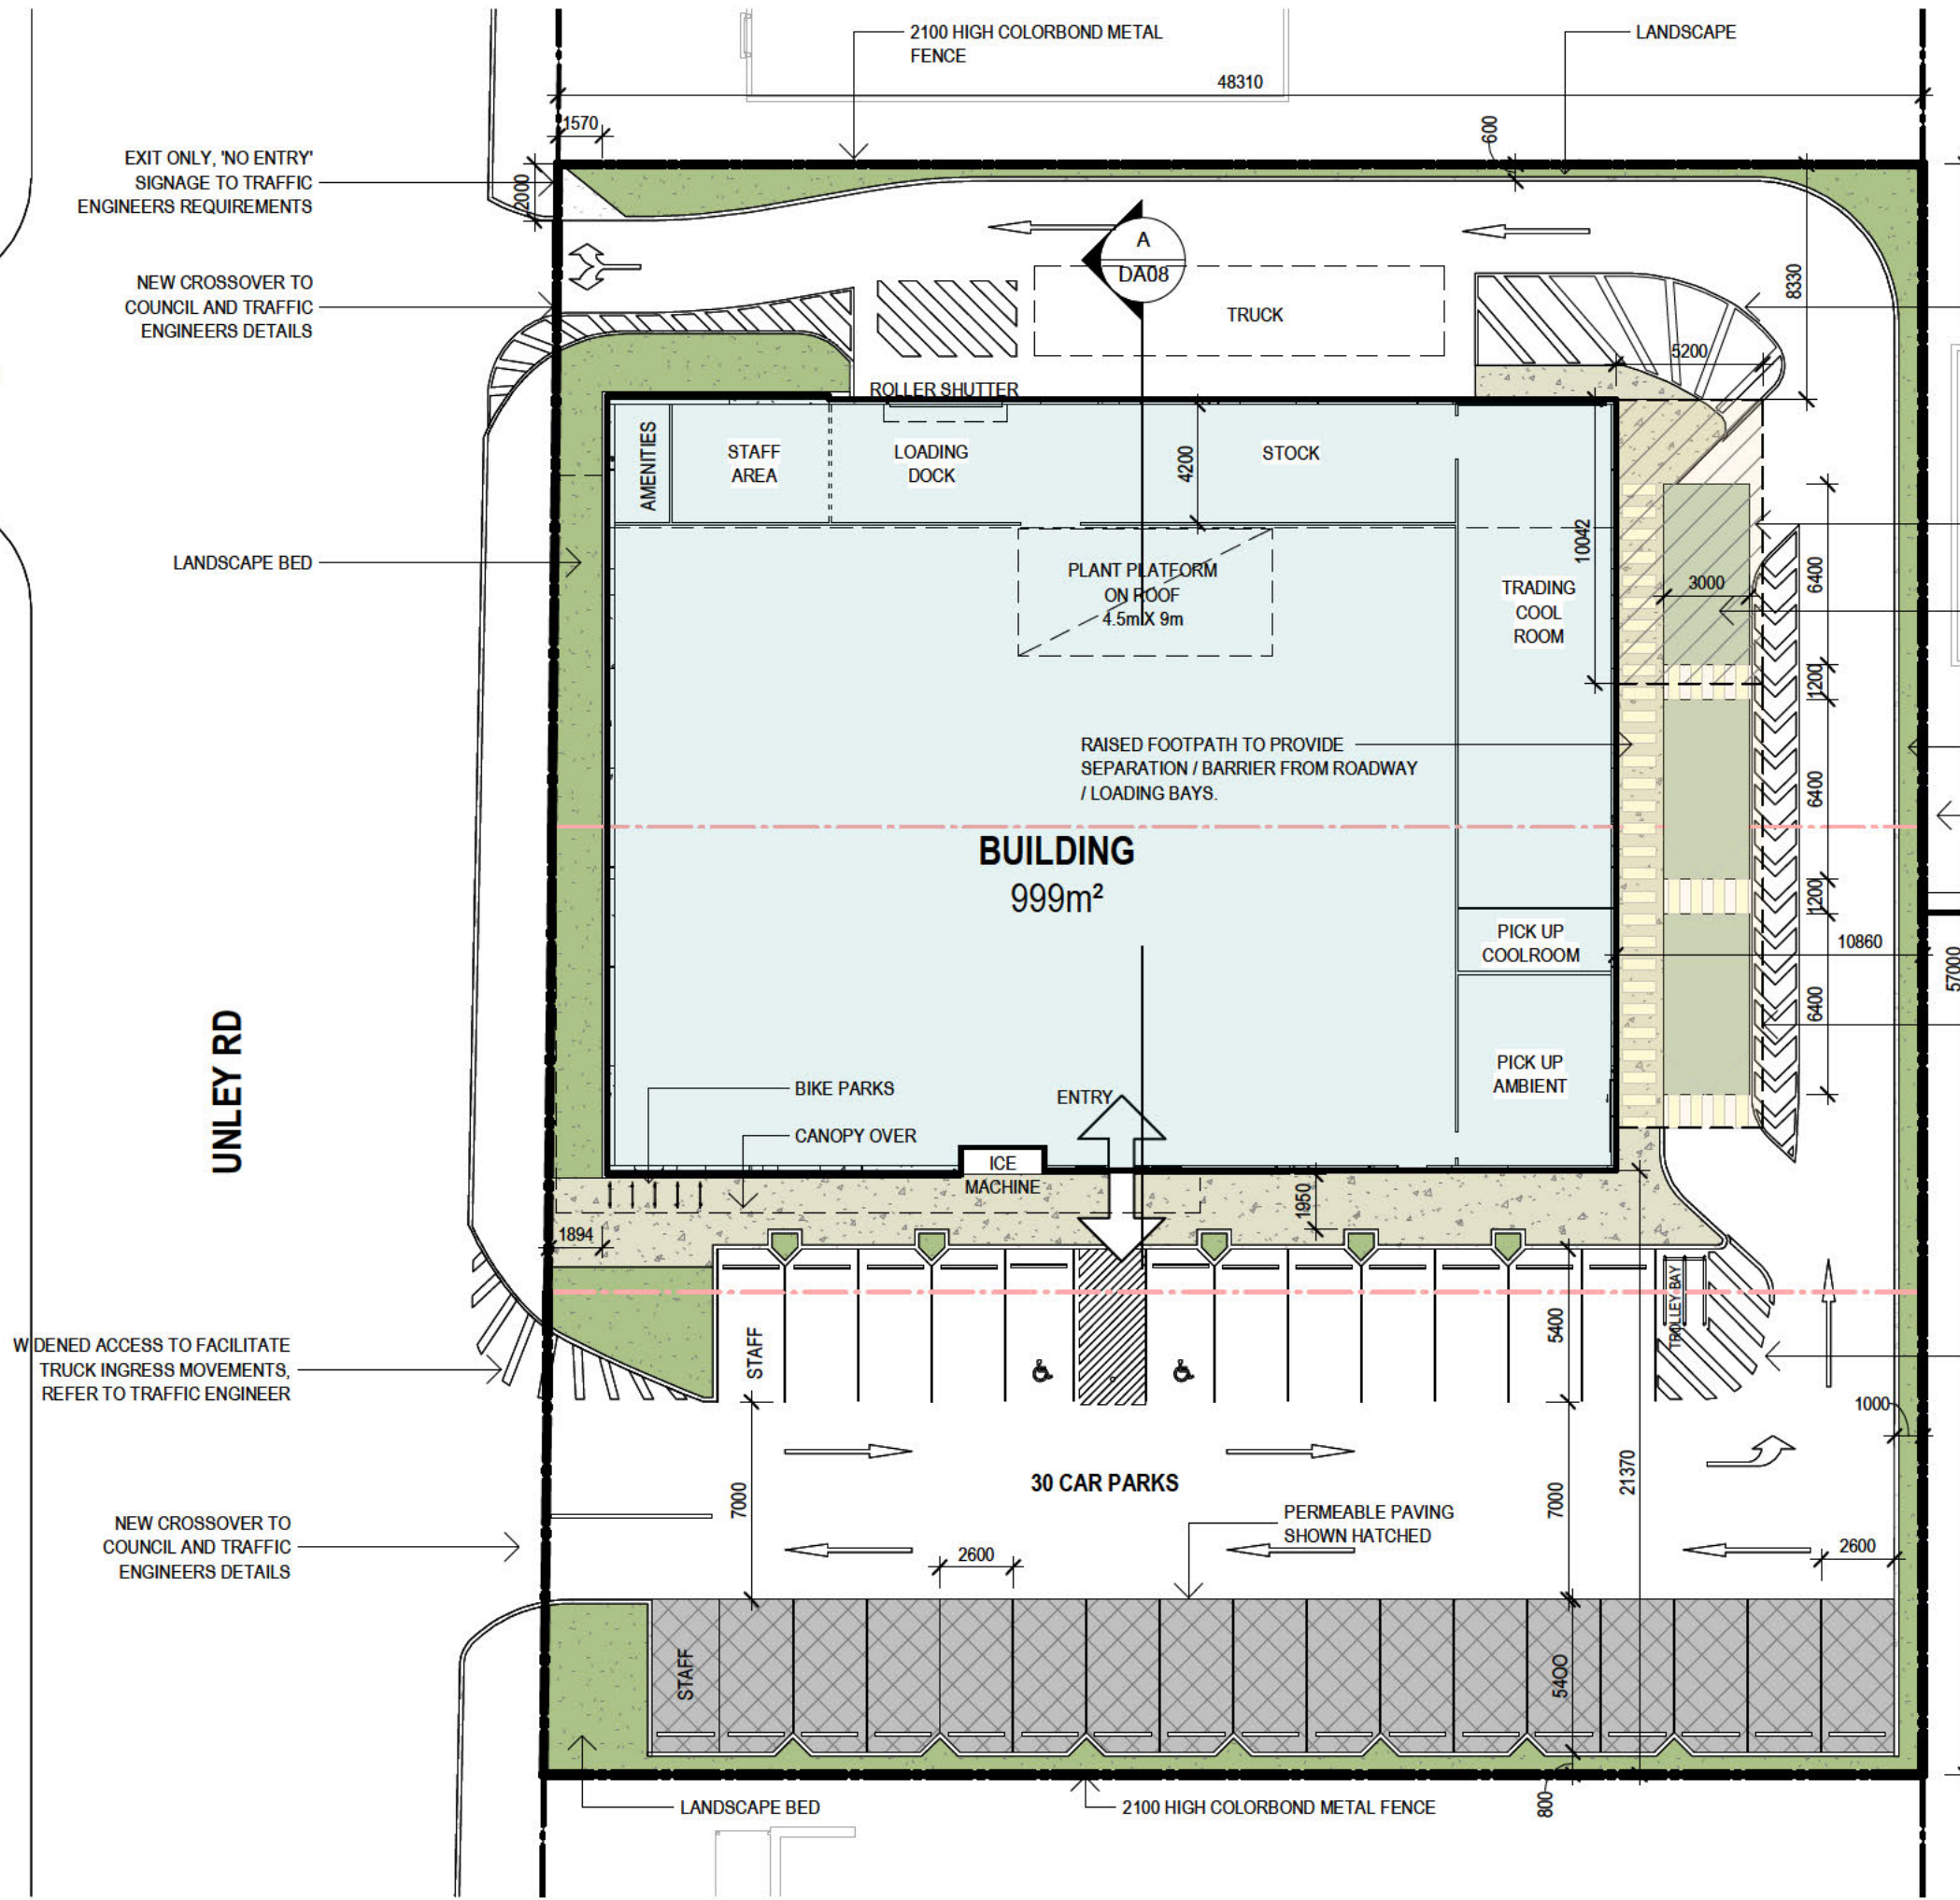 2100 HIGH COLORBOND METAL
FENCE
LANDSCAPE
48310
1570
600
EXIT ONLY, 'NO ENTRY'
SIGNAGE TO TRAFFIC
ENGINEERS REQUIREMENTS
2000
A
DA08
NEW CROSSOVER TO
COUNCIL AND TRAFFIC
ENGINEERS DETAILS
8330
TRUCK
5200
ROLLER SHUTTER
AMENITIES
STAFF
AREA
LOADING
DOCK
4200
STOCK
LANDSCAPE BED
10042
PLANT PLATFORM
ON ROOF
4.5m X 9m
TRADING
COOL
ROOM
3000
6400
1200
RAISED FOOTPATH TO PROVIDE
SEPARATION / BARRIER FROM ROADWAY
/ LOADING BAYS.
6400
BUILDING
999m²
1200
PICK UP
COOLROOM
10860
57000
6400
UNLEY RD
PICK UP
AMBIENT
BIKE PARKS
ENTRY
CANOPY OVER
ICE
MACHINE
1950
1894
TROLLEY BAY
STAFF
5400
WIDENED ACCESS TO FACILITATE
TRUCK INGRESS MOVEMENTS,
REFER TO TRAFFIC ENGINEER
1000
30 CAR PARKS
7000
7000
21370
PERMEABLE PAVING
SHOWN HATCHED
NEW CROSSOVER TO
COUNCIL AND TRAFFIC
ENGINEERS DETAILS
2600
2600
STAFF
5400
LANDSCAPE BED
2100 HIGH COLORBOND METAL FENCE
800